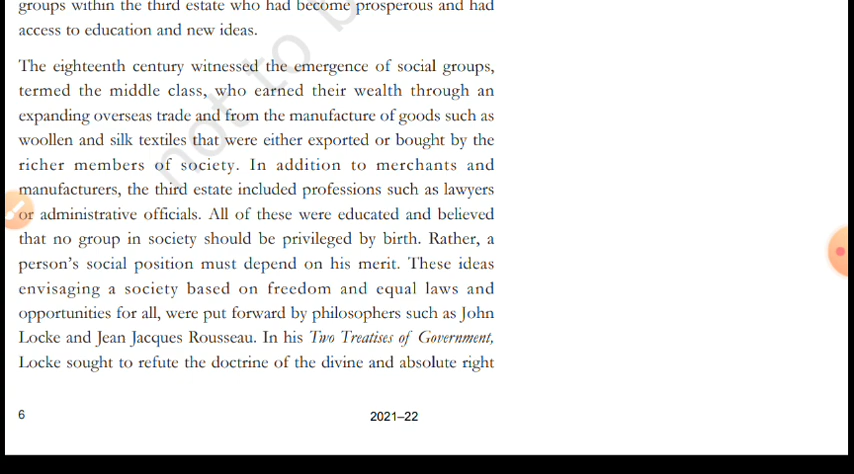 groups within the third estate who had become prosperous and had
access to education and new ideas.
The eighteenth century witnessed the emergence of social groups,
termed the middle class, who earned their wealth through an
expanding overseas trade and from the manufacture of goods such as
woollen and silk textiles that were either exported or bought by the
richer members of society. In addition to merchants and
manufacturers, the third estate included professions such as lawyers
or administrative officials. All of these were educated and believed
that no group in society should be privileged by birth. Rather, a
person's social position must depend on his merit. These ideas
envisaging a society based on freedom and equal laws and
opportunities for all, were put forward by philosophers such as John
Locke and Jean Jacques Rousseau. In his Two Treatises of Government,
Locke sought to refute the doctrine of the divine and absolute right
6
2021–22
not to b